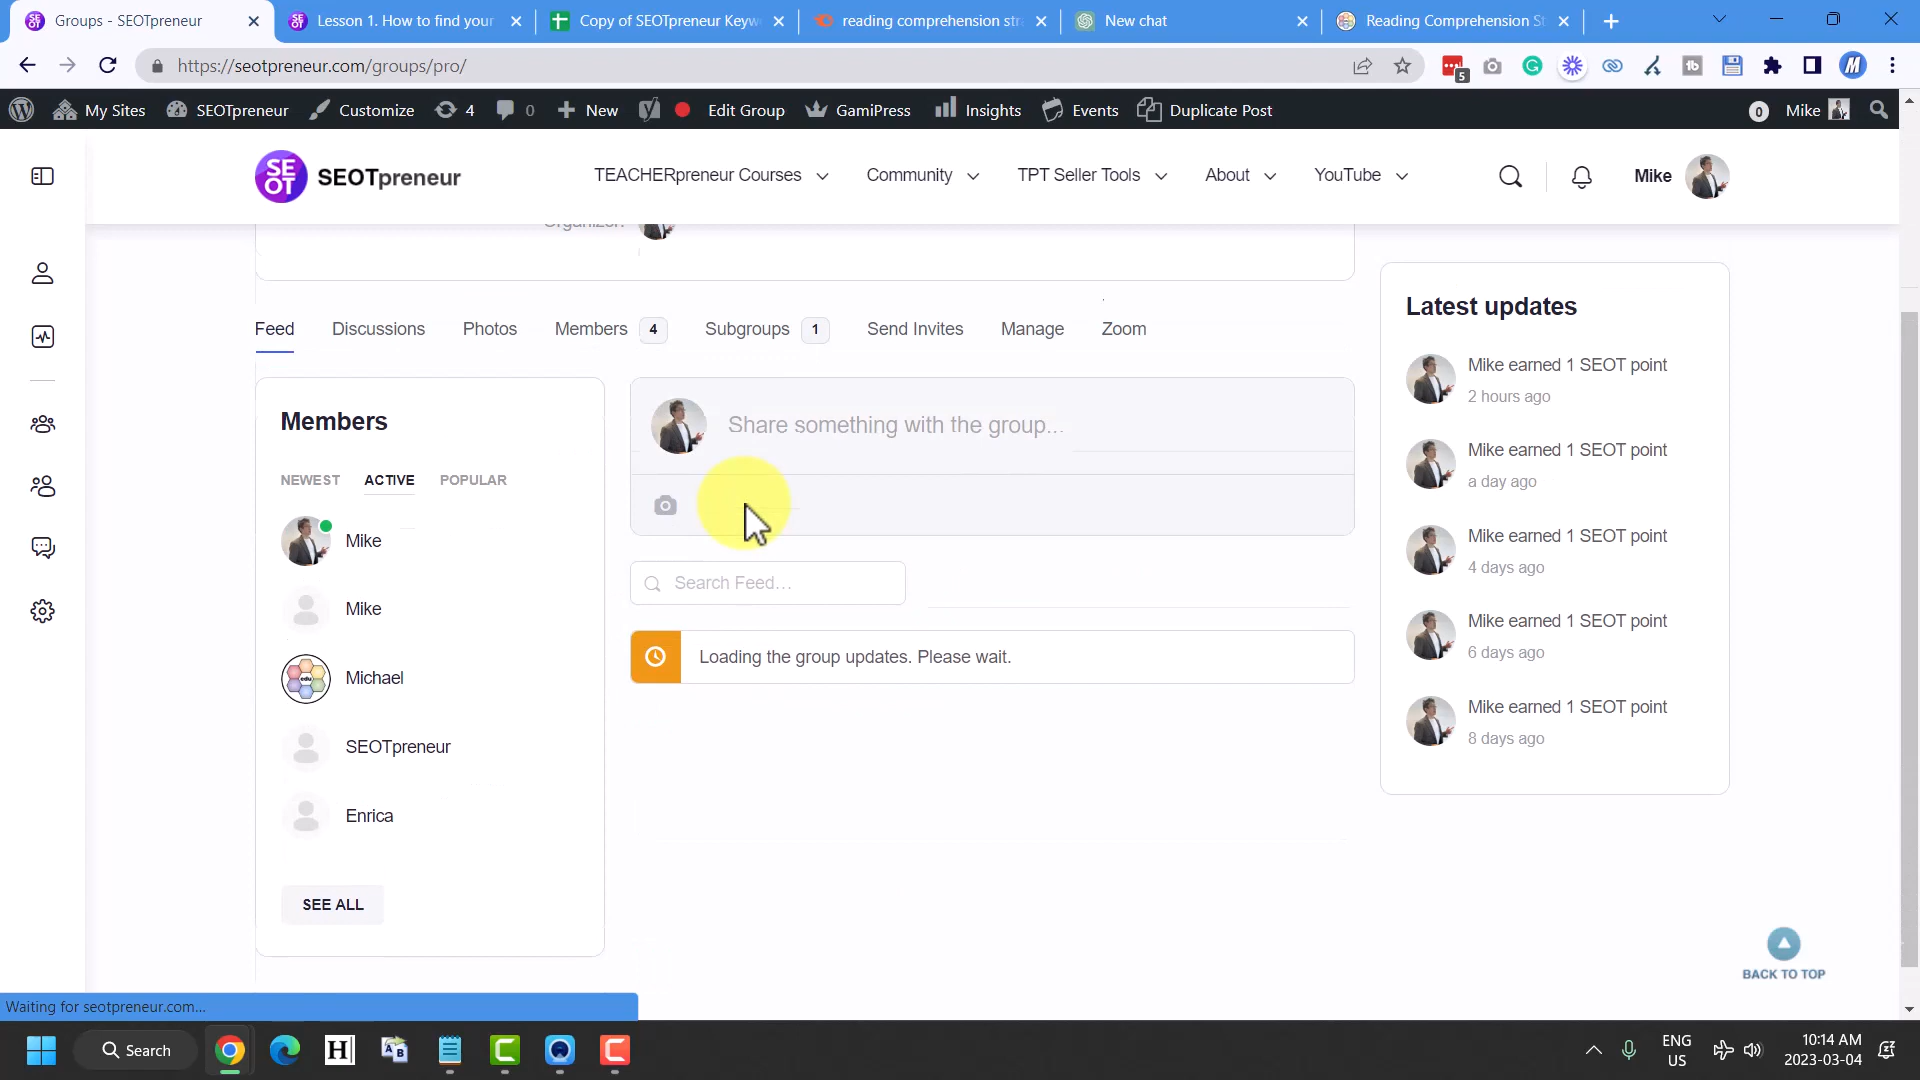 Groups - SEOTpreneur
Lesson 1. How to find your
Copy of SEOTpreneur Keyw
reading comprehension stra
New chat
Reading Comprehension St
https://seotpreneur.com/groups/pro/
5
My Sites
SEOTpreneur
Customize
4
0
New
Edit Group
GamiPress
Insights
Events
Duplicate Post
0
Mike
SEOT
SEOTpreneur
TEACHERpreneur Courses
Community
TPT Seller Tools
About
YouTube
Mike
Organizer:
Feed
Discussions
Photos
Members 4
Subgroups 1
Send Invites
Manage
Zoom
Members
NEWEST
ACTIVE
POPULAR
Mike
Mike
Michael
SEOTpreneur
Enrica
SEE ALL
Share something with the group...
Search Feed...
Loading the group updates. Please wait.
Latest updates
Mike earned 1 SEOT point
2 hours ago
Mike earned 1 SEOT point
a day ago
Mike earned 1 SEOT point
4 days ago
Mike earned 1 SEOT point
6 days ago
Mike earned 1 SEOT point
8 days ago
BACK TO TOP
Waiting for seotpreneur.com...
Search
ENG
US
10:14 AM
2023-03-04